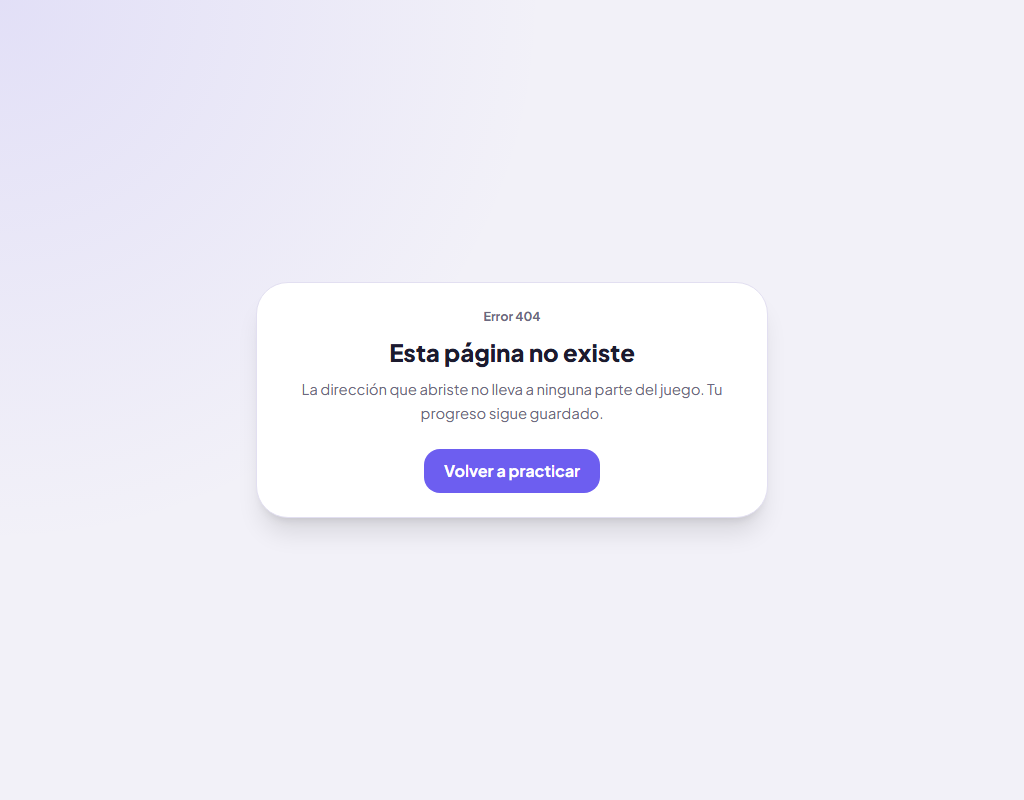 Error 404
Esta página no existe
La dirección que abriste no lleva a ninguna parte del juego. Tu
progreso sigue guardado.
Volver a practicar